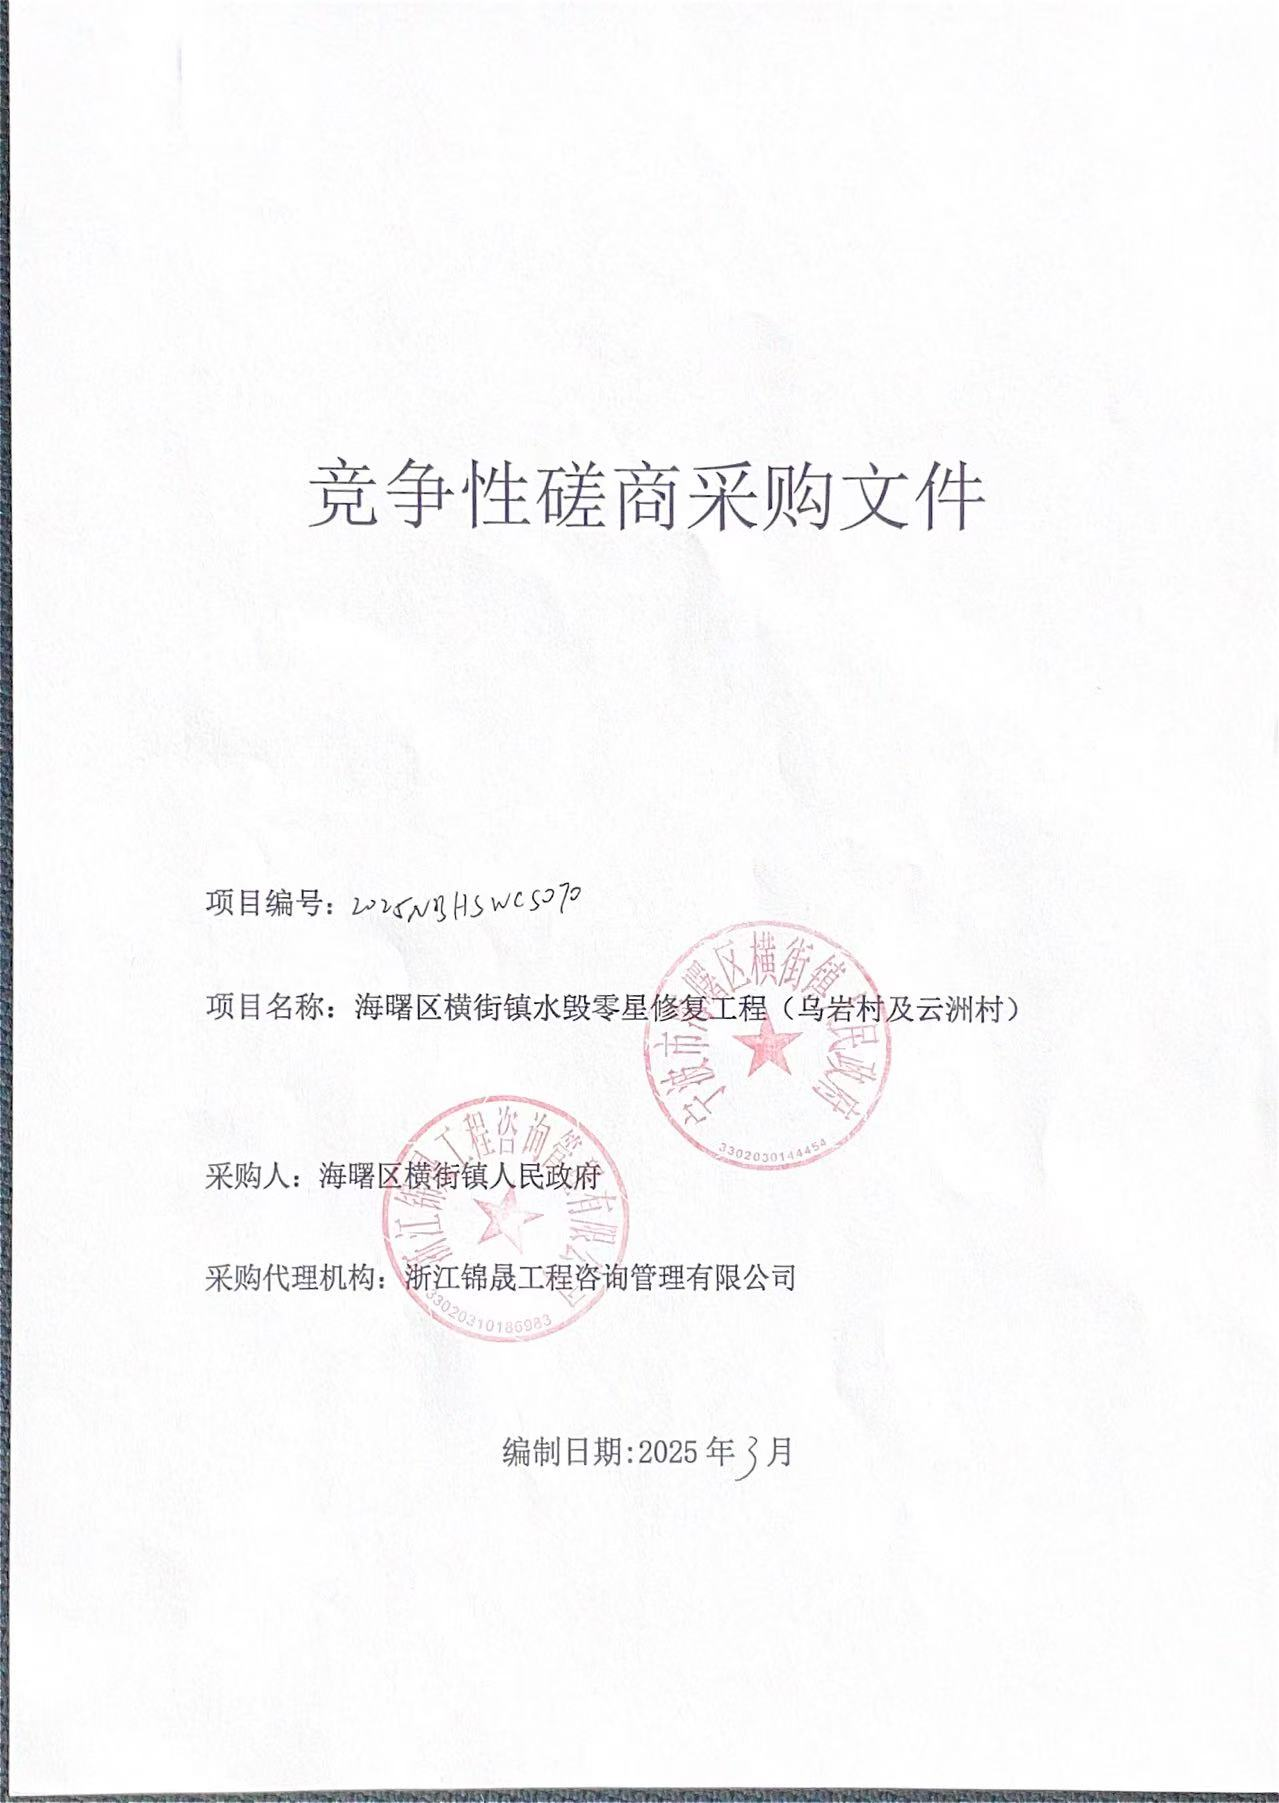 竞争性磋商采购文件
项目编号：2025NBHSWCS070
项目名称：海曙区横街镇水毁零星修复工程（乌岩村及云洲村）
宁波市海曙区横街镇人民政府
3302030144454
采购人：海曙区横街镇人民政府
浙江锦晟工程咨询管理有限公司
33020310186983
采购代理机构：浙江锦晟工程咨询管理有限公司
编制日期:2025年3月